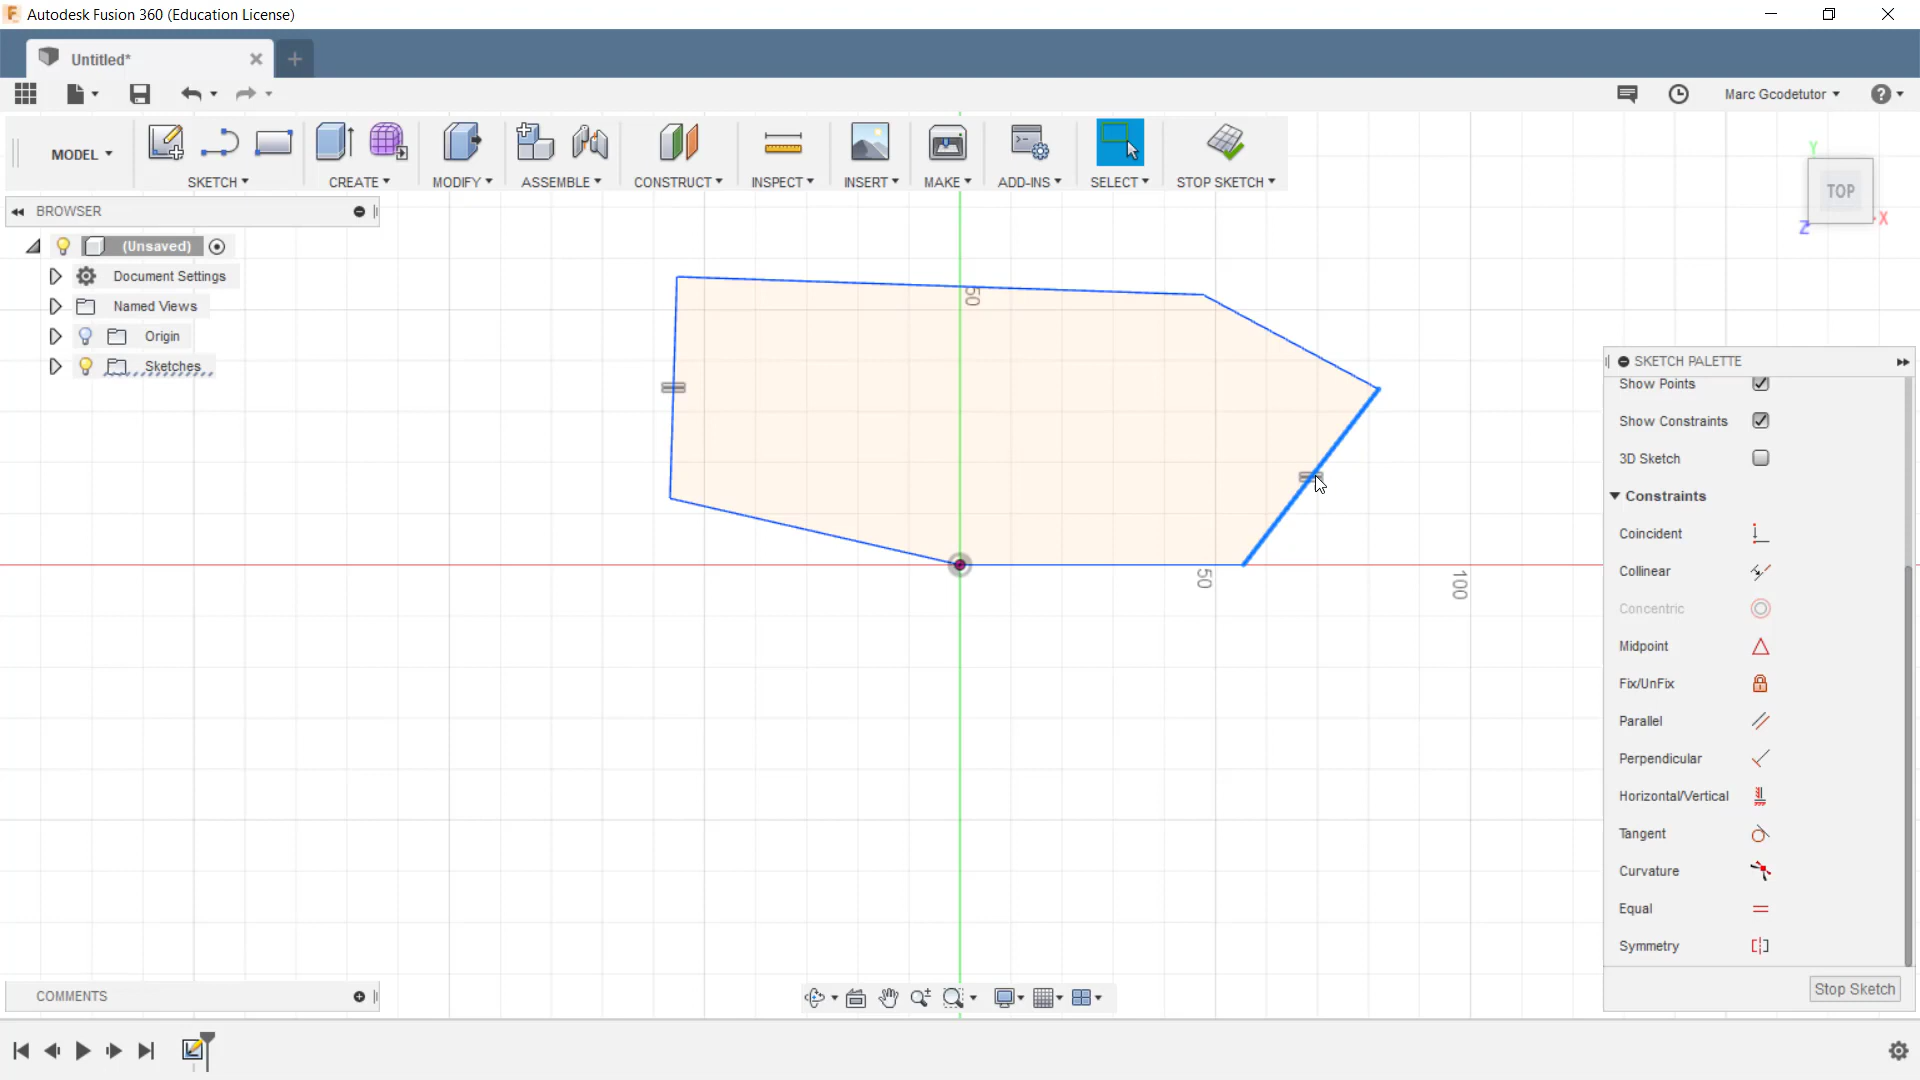 Autodesk Fusion 360 (Education License)
Untitled*
Marc Gcodetutor
MODEL
SKETCH
CREATE
MODIFY
ASSEMBLE
CONSTRUCT
INSPECT
INSERT
MAKE
ADD-INS
SELECT
STOP SKETCH
BROWSER
(Unsaved)
Document Settings
Named Views
Origin
Sketches
Y
TOP
X
Z
50
50
100
SKETCH PALETTE
Show Points
Show Constraints
3D Sketch
Constraints
Coincident
Collinear
Concentric
Midpoint
Fix/UnFix
Parallel
Perpendicular
Horizontal/Vertical
Tangent
Curvature
Equal
Symmetry
Stop Sketch
COMMENTS